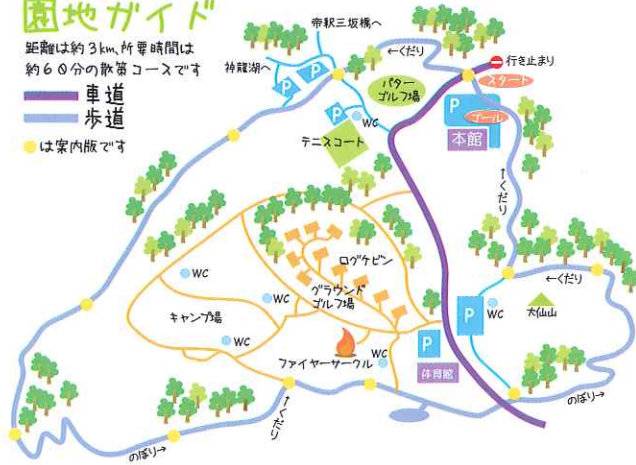 園地ガイド
距離は約3km、所要時間は
約60分の散策コースです
車道
歩道
は案内版です
帝釈三坂橋へ
神龍湖へ
←くだり
行き止まり
スタート
パター
ゴルフ場
P
P
P
P
WC
ゴール
本館
テニスコート
←くだり
ログケビン
グラウンド
ゴルフ場
WC
WC
WC
キャンプ場
ファイヤーサークル
WC
P
体育館
P
WC
←くだり
大仙山
のぼり→
←くだり
のぼり→